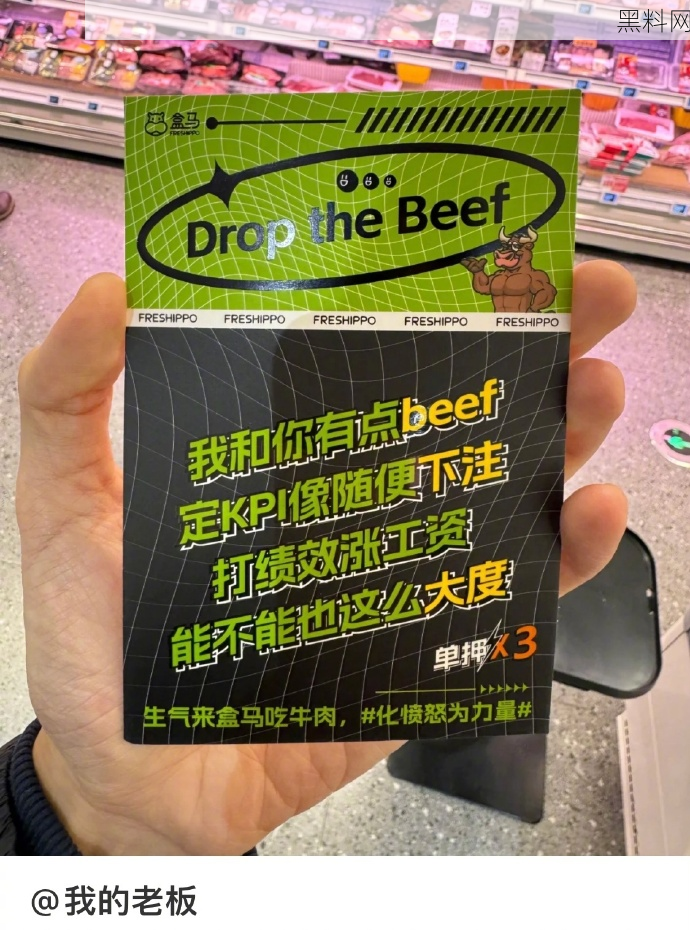 黑料网
盒马
FRESHIPPO
Drop the Beef
FRESHIPPO FRESHIPPO FRESHIPPO FRESHIPPO FRESHIPPO
我和你有点beef
定KPI像随便下注
打绩效涨工资
能不能也这么大度
单押X3
生气来盒马吃牛肉，#化愤怒为力量#
@我的老板